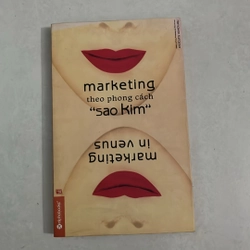 marketing
theo phong cách
"sao Kim"
marketing
in venus